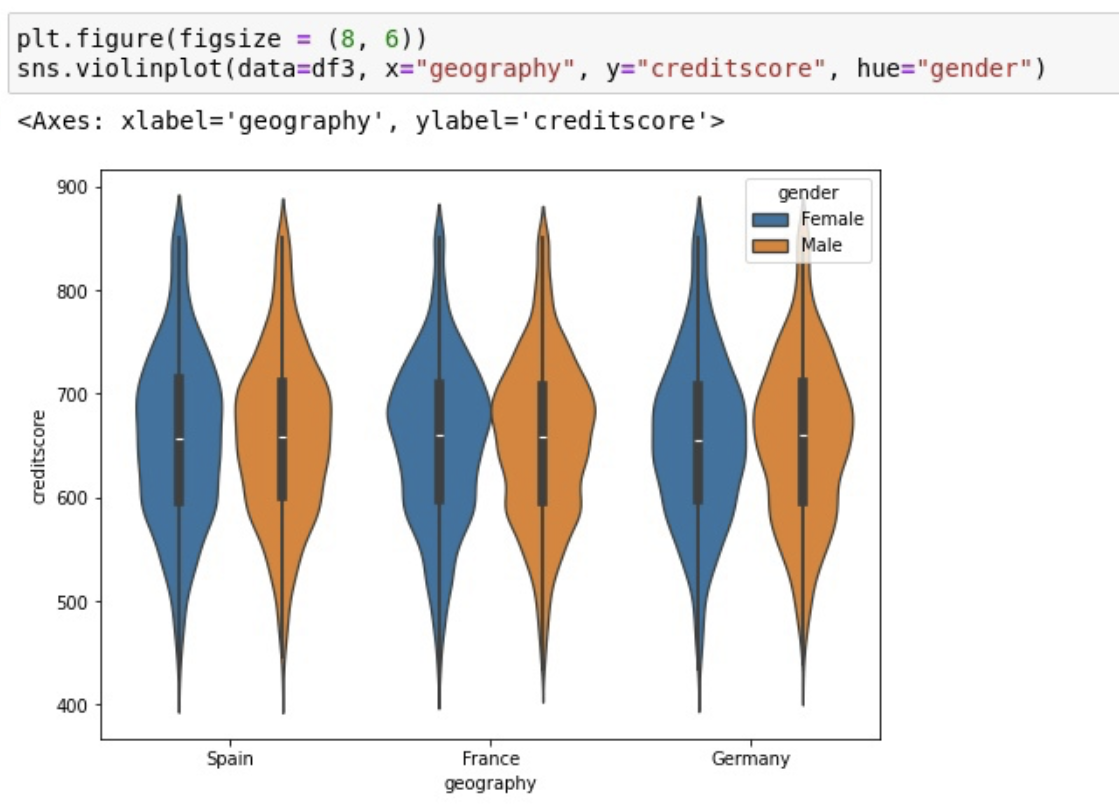 plt.figure(figsize = (8, 6))
sns.violinplot(data=df3, x="geography", y="creditscore", hue="gender")
<Axes: xlabel='geography', ylabel='creditscore'>
900
800
700
600
500
400
creditscore
gender
Female
Male
Spain France Germany
geography